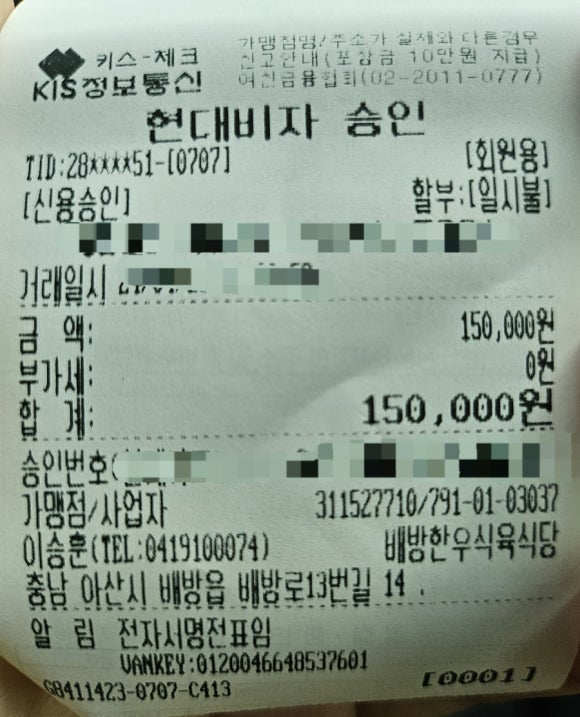 키스-체크
KIS정보통신
가맹점명/주소가 실제와 다른경우
신고안내(포상금 10만원 지급)
여신금융협회(02-2011-0777)
현대비자 승인
TID:28****51-[0707] [회원용]
[신용승인] 할부:[일시불]
거래일시
금 액: 150,000원
부가세: 0원
합 계: 150,000원
승인번호(
가맹점/사업자 311527710/791-01-03037
이승훈(TEL:0419100074) 배방한우식육식당
충남 아산시 배방읍 배방로13번길 14 .
알 림 전자서명전표임
VANKEY:0120046648537601
GB411423-0707-C413 [0001]